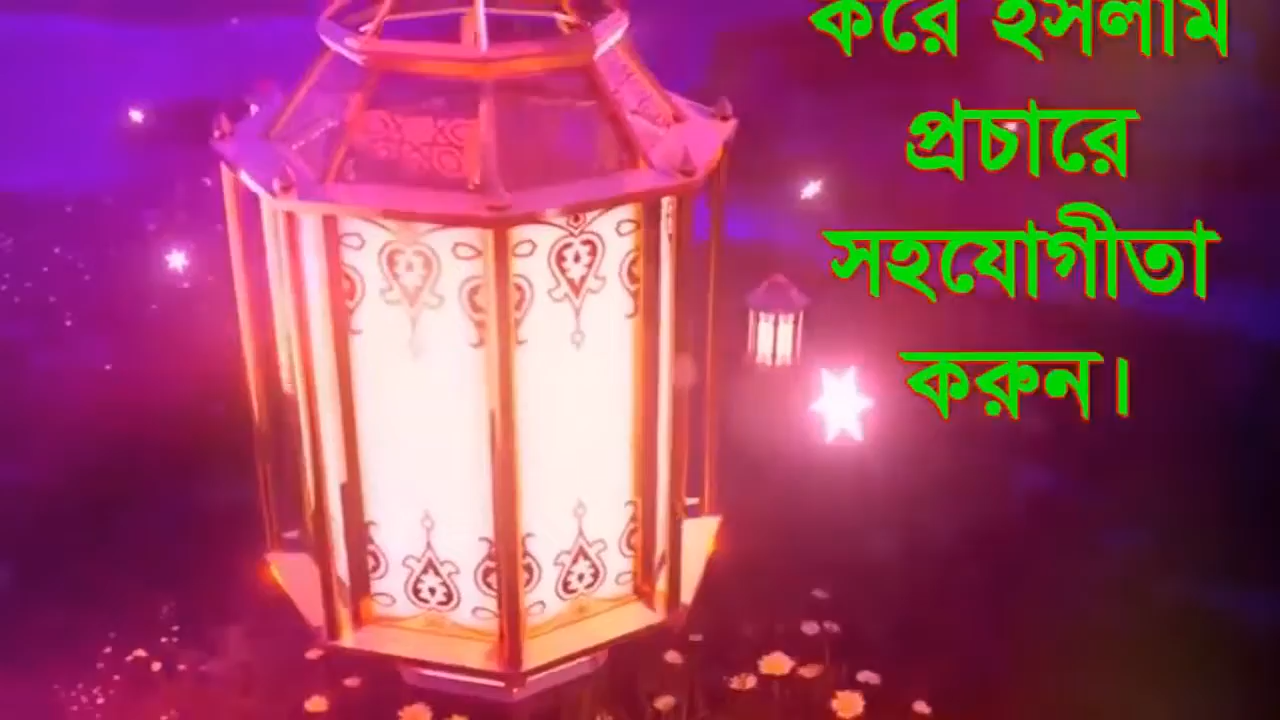 করে ইসলাম
প্রচারে
সহযোগীতা
করুন।